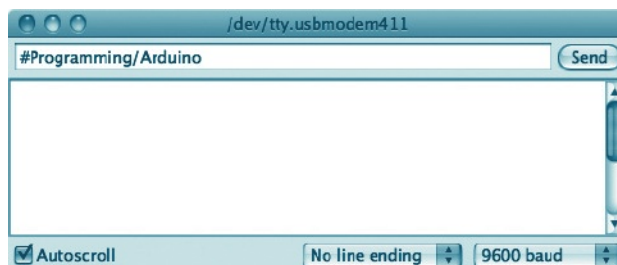 /dev/tty.usbmodem411
#Programming/Arduino Send
Autoscroll No line ending 9600 baud